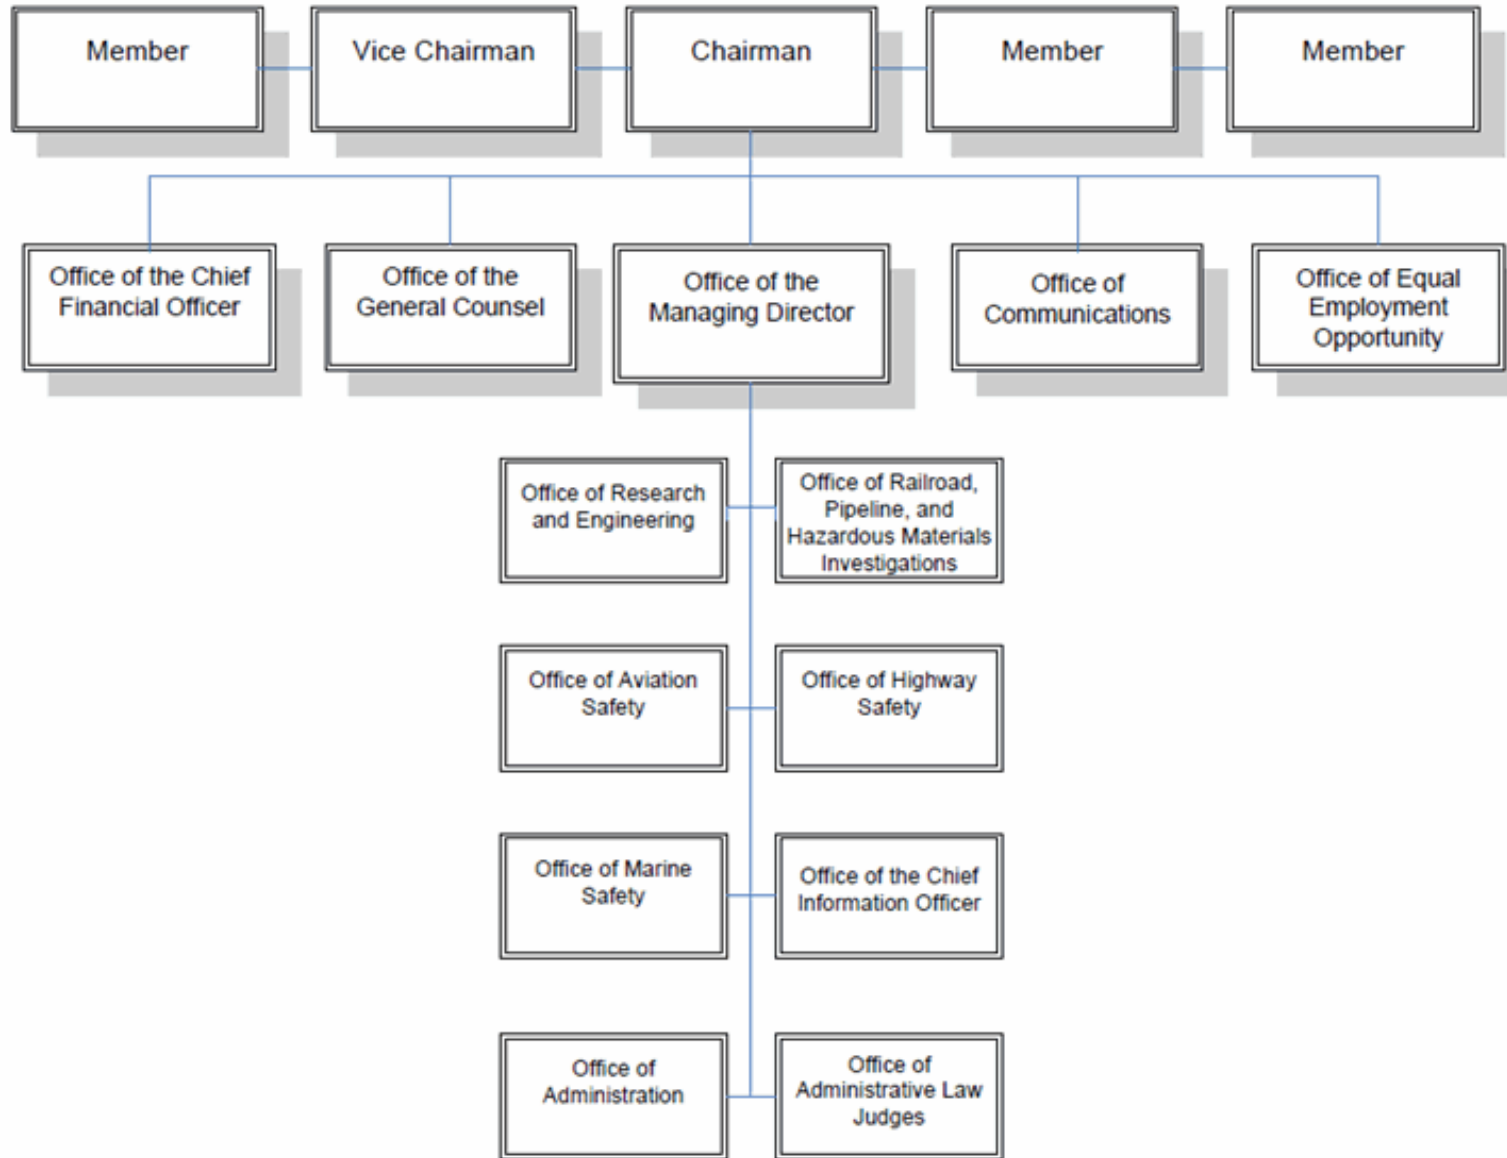 Member
Vice Chairman
Chairman
Member
Member
Office of the Chief
Financial Officer
Office of the
General Counsel
Office of the
Managing Director
Office of
Communications
Office of Equal
Employment
Opportunity
Office of Research
and Engineering
Office of Railroad,
Pipeline, and
Hazardous Materials
Investigations
Office of Aviation
Safety
Office of Highway
Safety
Office of Marine
Safety
Office of the Chief
Information Officer
Office of
Administration
Office of
Administrative Law
Judges